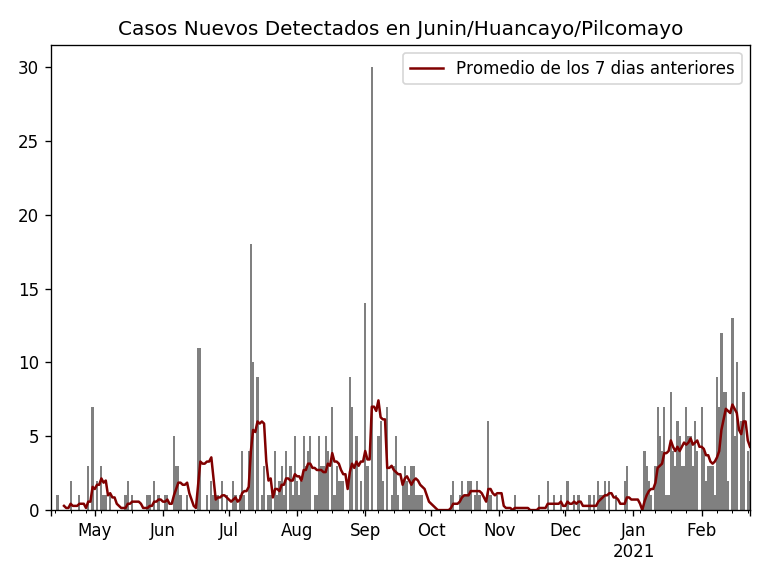 Casos Nuevos Detectados en Junin/Huancayo/Pilcomayo
Promedio de los 7 dias anteriores
30
25
20
15
10
5
0
May Jun Jul Aug Sep Oct Nov Dec Jan Feb
2021